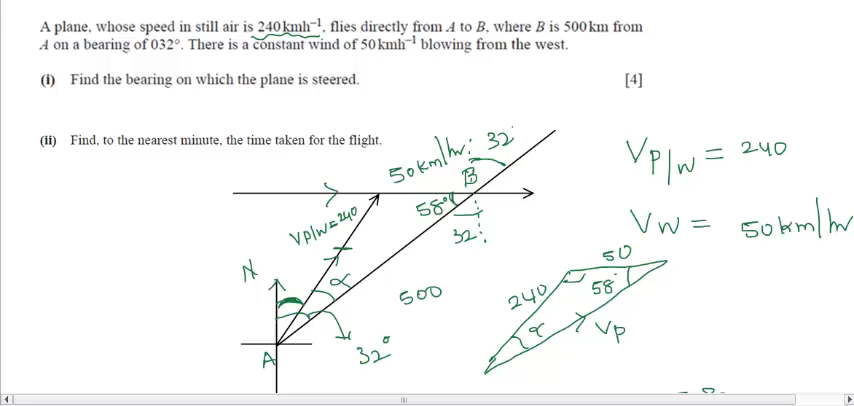 A plane, whose speed in still air is 240 kmh⁻¹, flies directly from A to B, where B is 500 km from
A on a bearing of 032°. There is a constant wind of 50 kmh⁻¹ blowing from the west.
(i) Find the bearing on which the plane is steered. [4]
(ii) Find, to the nearest minute, the time taken for the flight.
50km/hr
32°
B
58°
32
VP/W = 240
N
α
500
32°
A
VP/W = 240
VW = 50km/hr
50
240
58°
α
VP